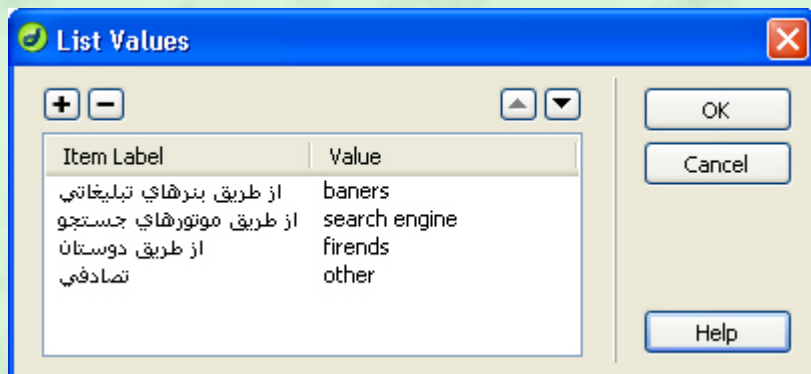 List Values
OK
Cancel
Help
Item Label Value
از طريق بنرهاي تبليغاتي baners
از طريق موتورهاي جستجو search engine
از طريق دوستان firends
تصادفي other